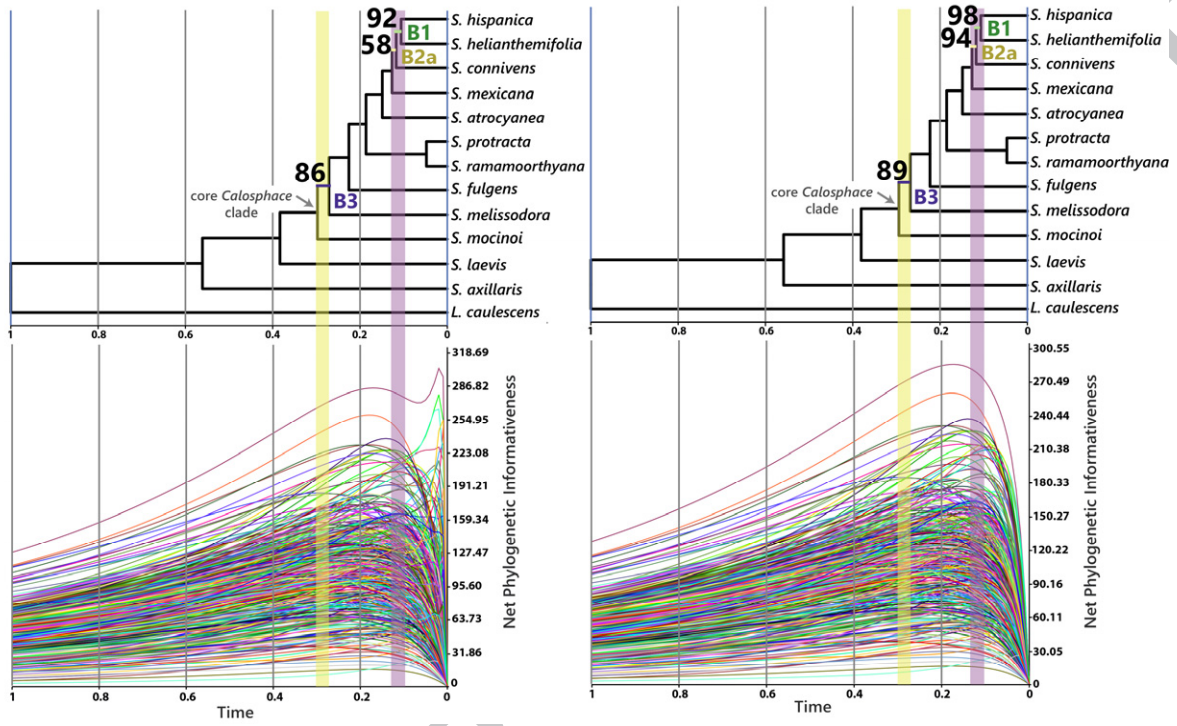 92
58
B1
B2a
S. hispanica
S. helianthemifolia
S. connivens
S. mexicana
S. atrocyanea
S. protracta
S. ramamoorthyana
S. fulgens
S. melissodora
S. mocinoi
S. laevis
S. axillaris
L. caulescens
86
B3
core Calosphace
clade
1 0.8 0.6 0.4 0.2 0
318.69
286.82
254.95
223.08
191.21
159.34
127.47
95.60
63.73
31.86
0
Net Phylogenetic Informativeness
1 0.8 0.6 0.4 0.2 0
Time
98
94
B1
B2a
S. hispanica
S. helianthemifolia
S. connivens
S. mexicana
S. atrocyanea
S. protracta
S. ramamoorthyana
S. fulgens
S. melissodora
S. mocinoi
S. laevis
S. axillaris
L. caulescens
89
B3
core Calosphace
clade
1 0.8 0.6 0.4 0.2 0
300.55
270.49
240.44
210.38
180.33
150.27
120.22
90.16
60.11
30.05
0
Net Phylogenetic Informativeness
1 0.8 0.6 0.4 0.2 0
Time